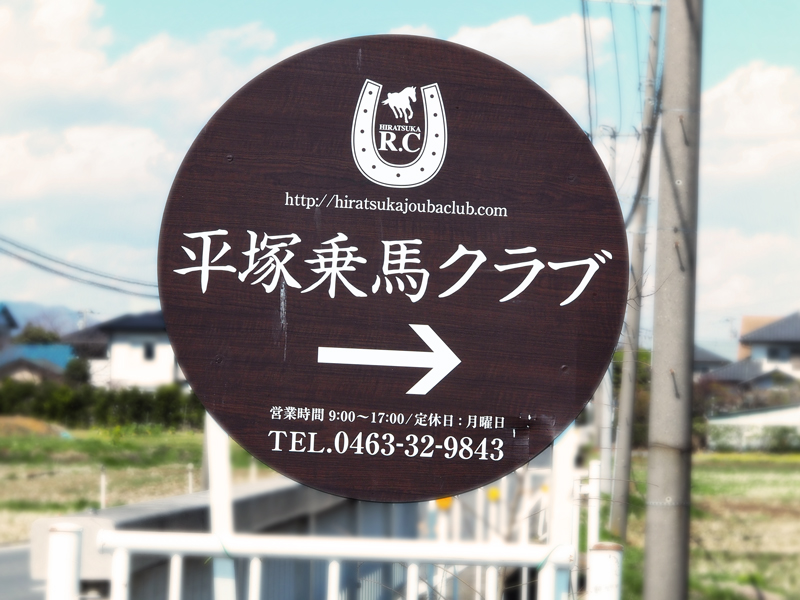 HIRATSUKA
R.C
http://hiratsukajoubaclub.com
平塚乗馬クラブ
営業時間 9:00〜17:00/定休日:月曜日
TEL.0463-32-9843